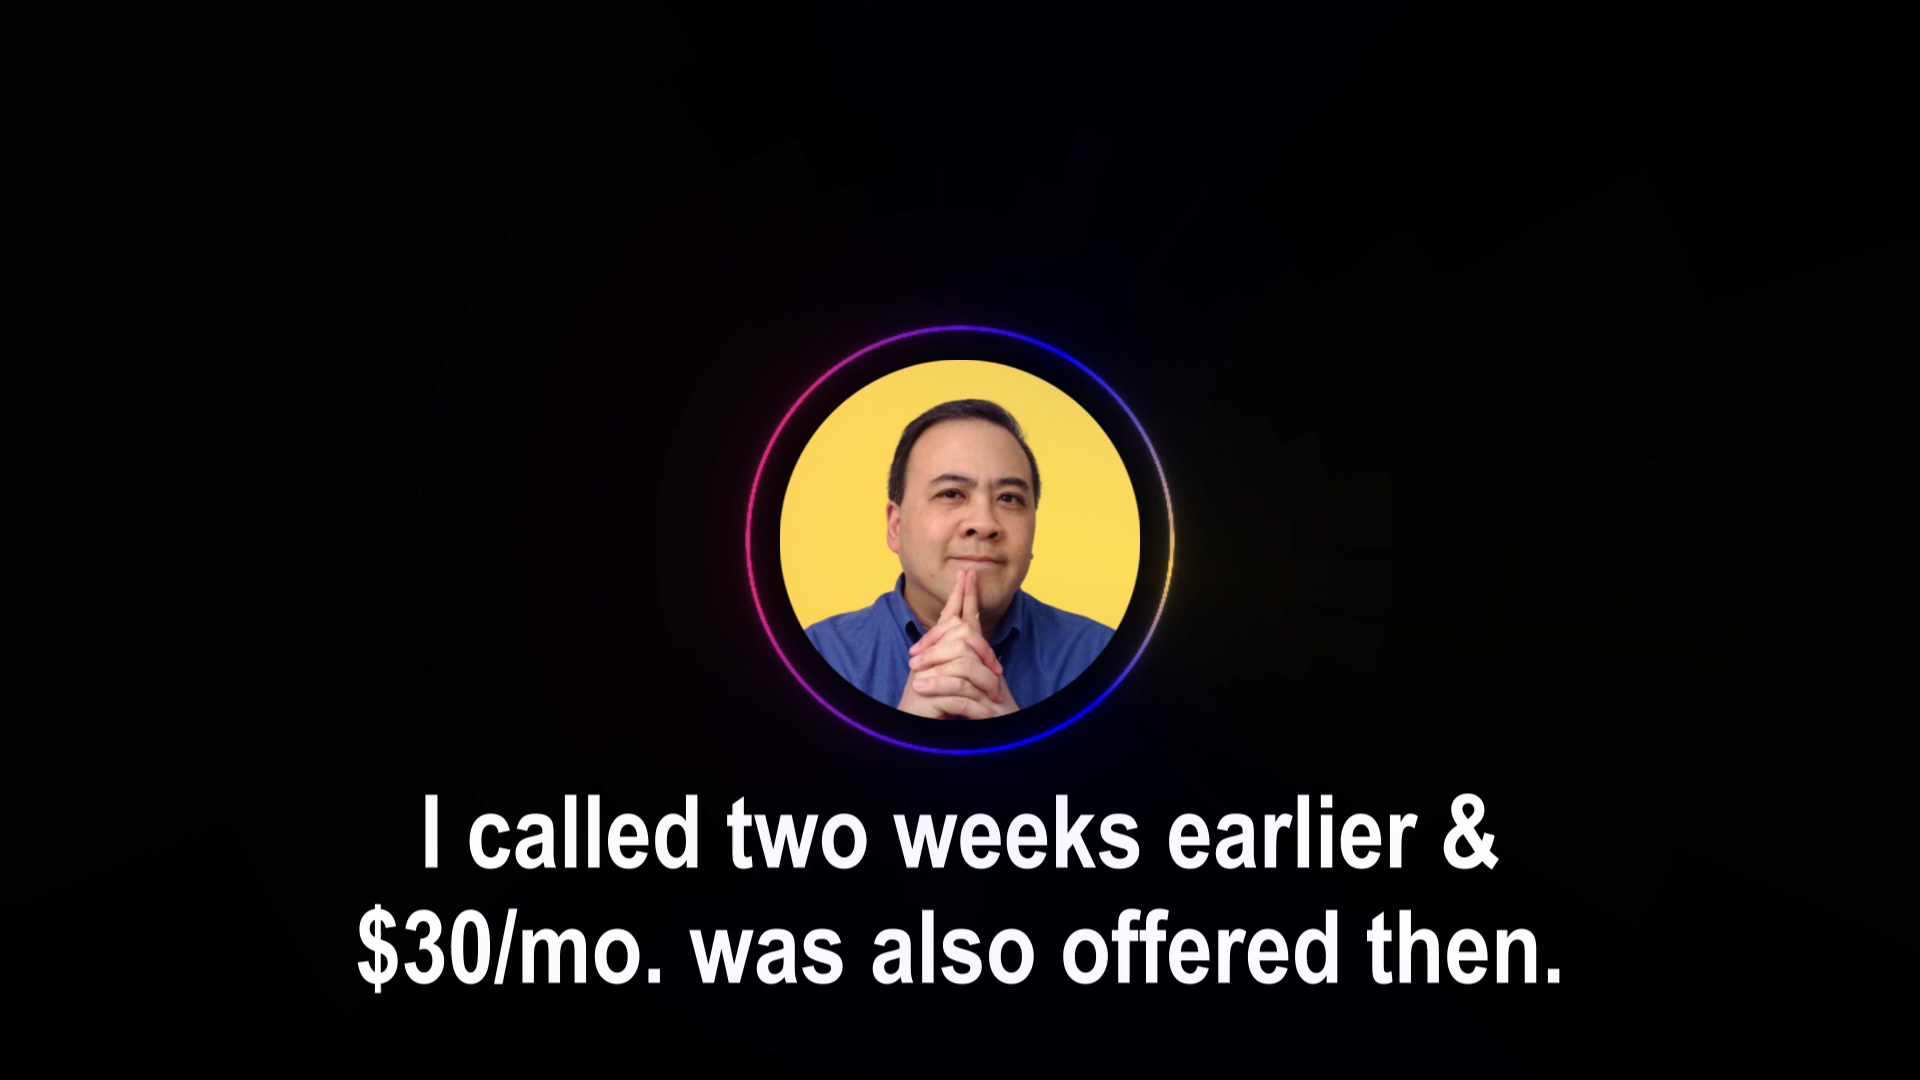 I called two weeks earlier &
$30/mo. was also offered then.